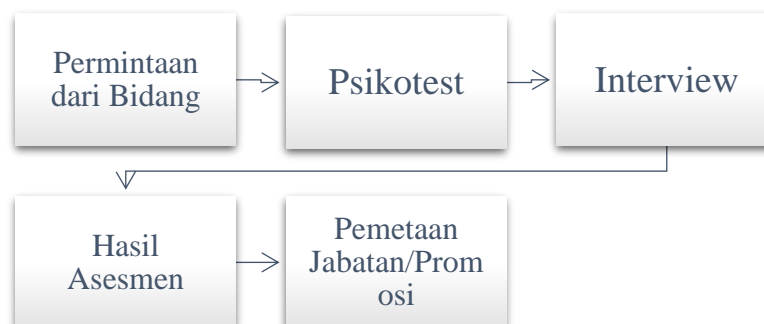 Permintaan
dari Bidang
Psikotest
Interview
Hasil
Asesmen
Pemetaan
Jabatan/Prom
osi